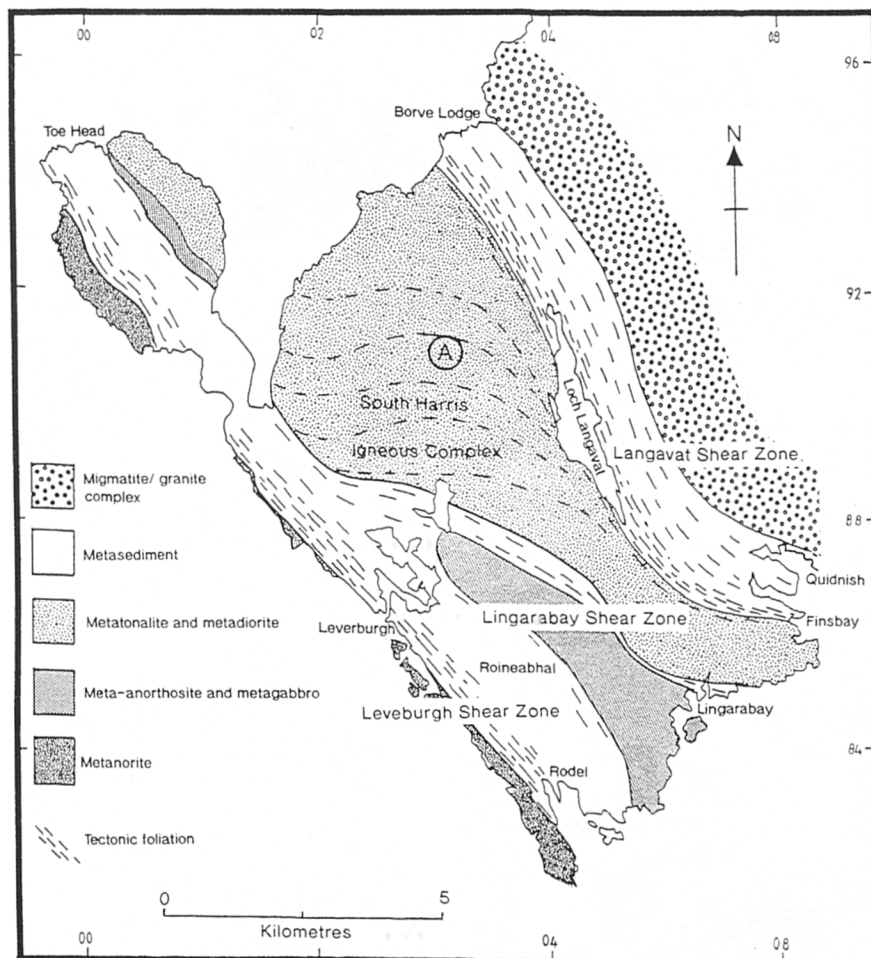 00
02
04
08
96
Borve Lodge
Toe Head
N
92
A
South Harris
Igneous Complex
Loch Langavat
Langavat Shear Zone
Migmatite/ granite
complex
88
Metasediment
Quidnish
Finsbay
Metatonalite and metadiorite
Leverburgh
Lingarabay Shear Zone
Roineabhal
Meta-anorthosite and metagabbro
Lingarabay
Leveburgh Shear Zone
84
Metanorite
Rodel
Tectonic foliation
0
5
Kilometres
00
02
04
08